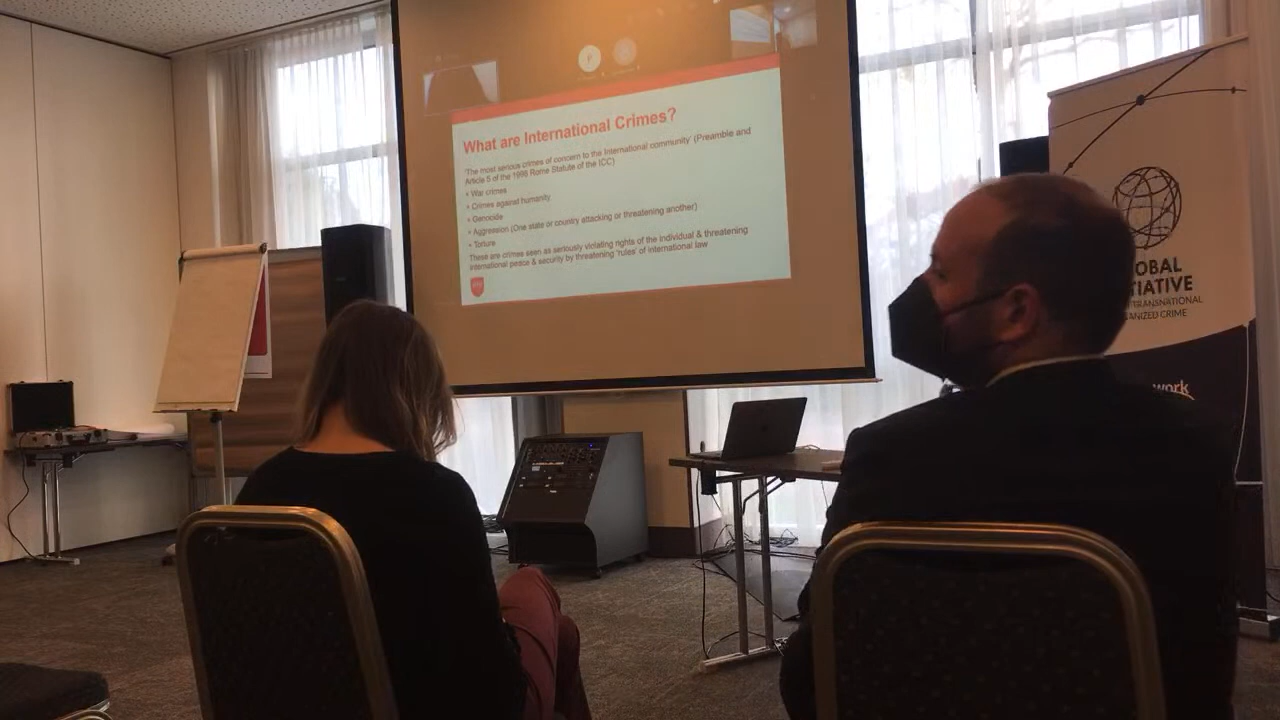 What are International Crimes?
'The most serious crimes of concern to the International community' (Preamble and
Article 5 of the 1998 Rome Statute of the ICC)
• War crimes
• Crimes against humanity
• Genocide
• Aggression (One state or country attacking or threatening another)
• Torture
These are crimes seen as seriously violating rights of the individual & threatening
international peace & security by threatening 'rules' of international law
OBAL
TIATIVE
TRANSNATIONAL
ANIZED CRIME
work